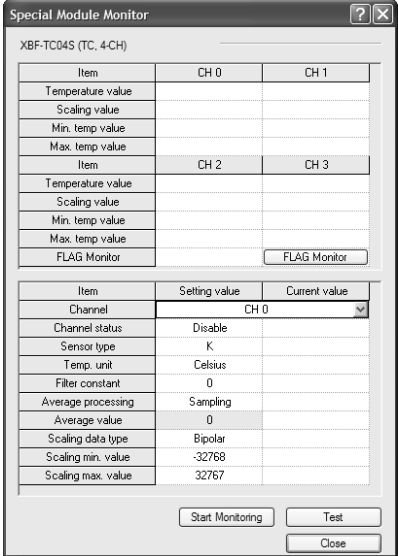 Special Module Monitor ? X
XBF-TC04S (TC, 4-CH)
Item CH 0 CH 1
Temperature value
Scaling value
Min. temp value
Max. temp value
Item CH 2 CH 3
Temperature value
Scaling value
Min. temp value
Max. temp value
FLAG Monitor FLAG Monitor
Item Setting value Current value
Channel CH 0
Channel status Disable
Sensor type K
Temp. unit Celsius
Filter constant 0
Average processing Sampling
Average value 0
Scaling data type Bipolar
Scaling min. value -32768
Scaling max. value 32767
Start Monitoring Test
Close